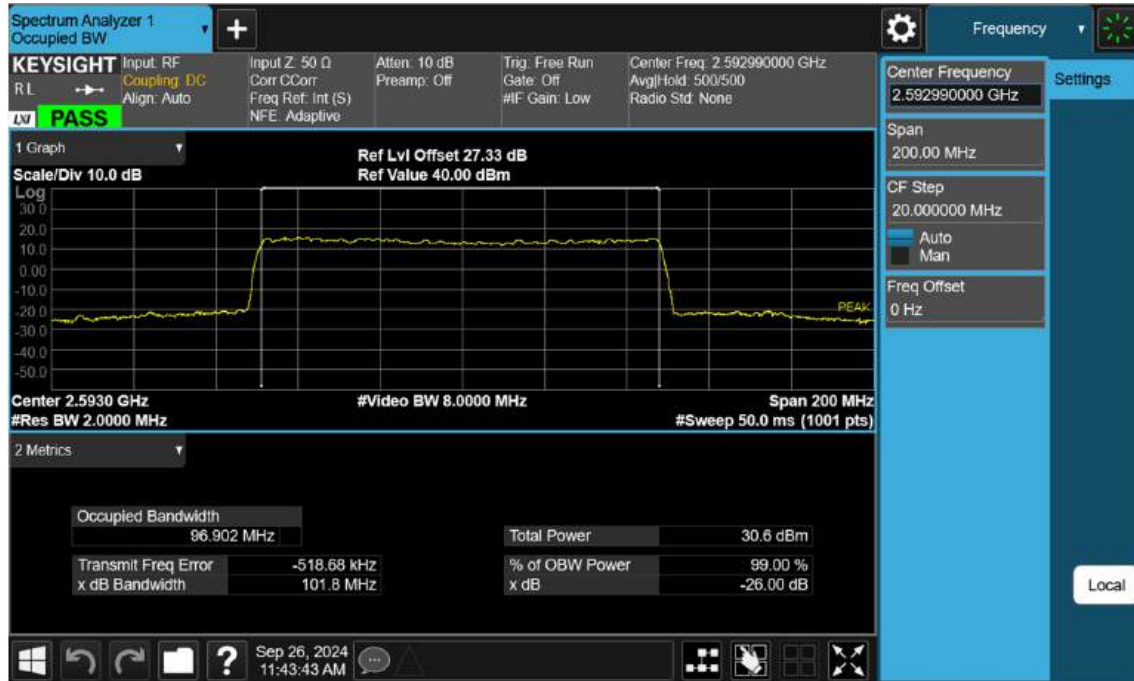 Spectrum Analyzer 1
Occupied BW
Frequency
KEYSIGHT
R L
LXI
PASS
Input: RF
Coupling: DC
Align: Auto
Input Z: 50 Ω
Corr CCorr
Freq Ref: Int (S)
NFE: Adaptive
Atten: 10 dB
Preamp: Off
Trig: Free Run
Gate: Off
#IF Gain: Low
Center Freq: 2.592990000 GHz
Avg|Hold: 500/500
Radio Std: None
Center Frequency
2.592990000 GHz
Settings
Span
200.00 MHz
CF Step
20.000000 MHz
Auto
Man
Freq Offset
0 Hz
Local
1 Graph
Scale/Div 10.0 dB
Ref Lvl Offset 27.33 dB
Ref Value 40.00 dBm
Log
30.0
20.0
10.0
0.00
-10.0
-20.0
-30.0
-40.0
-50.0
PEAK
Center 2.5930 GHz
#Video BW 8.0000 MHz
Span 200 MHz
#Res BW 2.0000 MHz
#Sweep 50.0 ms (1001 pts)
2 Metrics
Occupied Bandwidth
96.902 MHz
Total Power 30.6 dBm
Transmit Freq Error -518.68 kHz
% of OBW Power 99.00 %
x dB Bandwidth 101.8 MHz
x dB -26.00 dB
Sep 26, 2024
11:43:43 AM